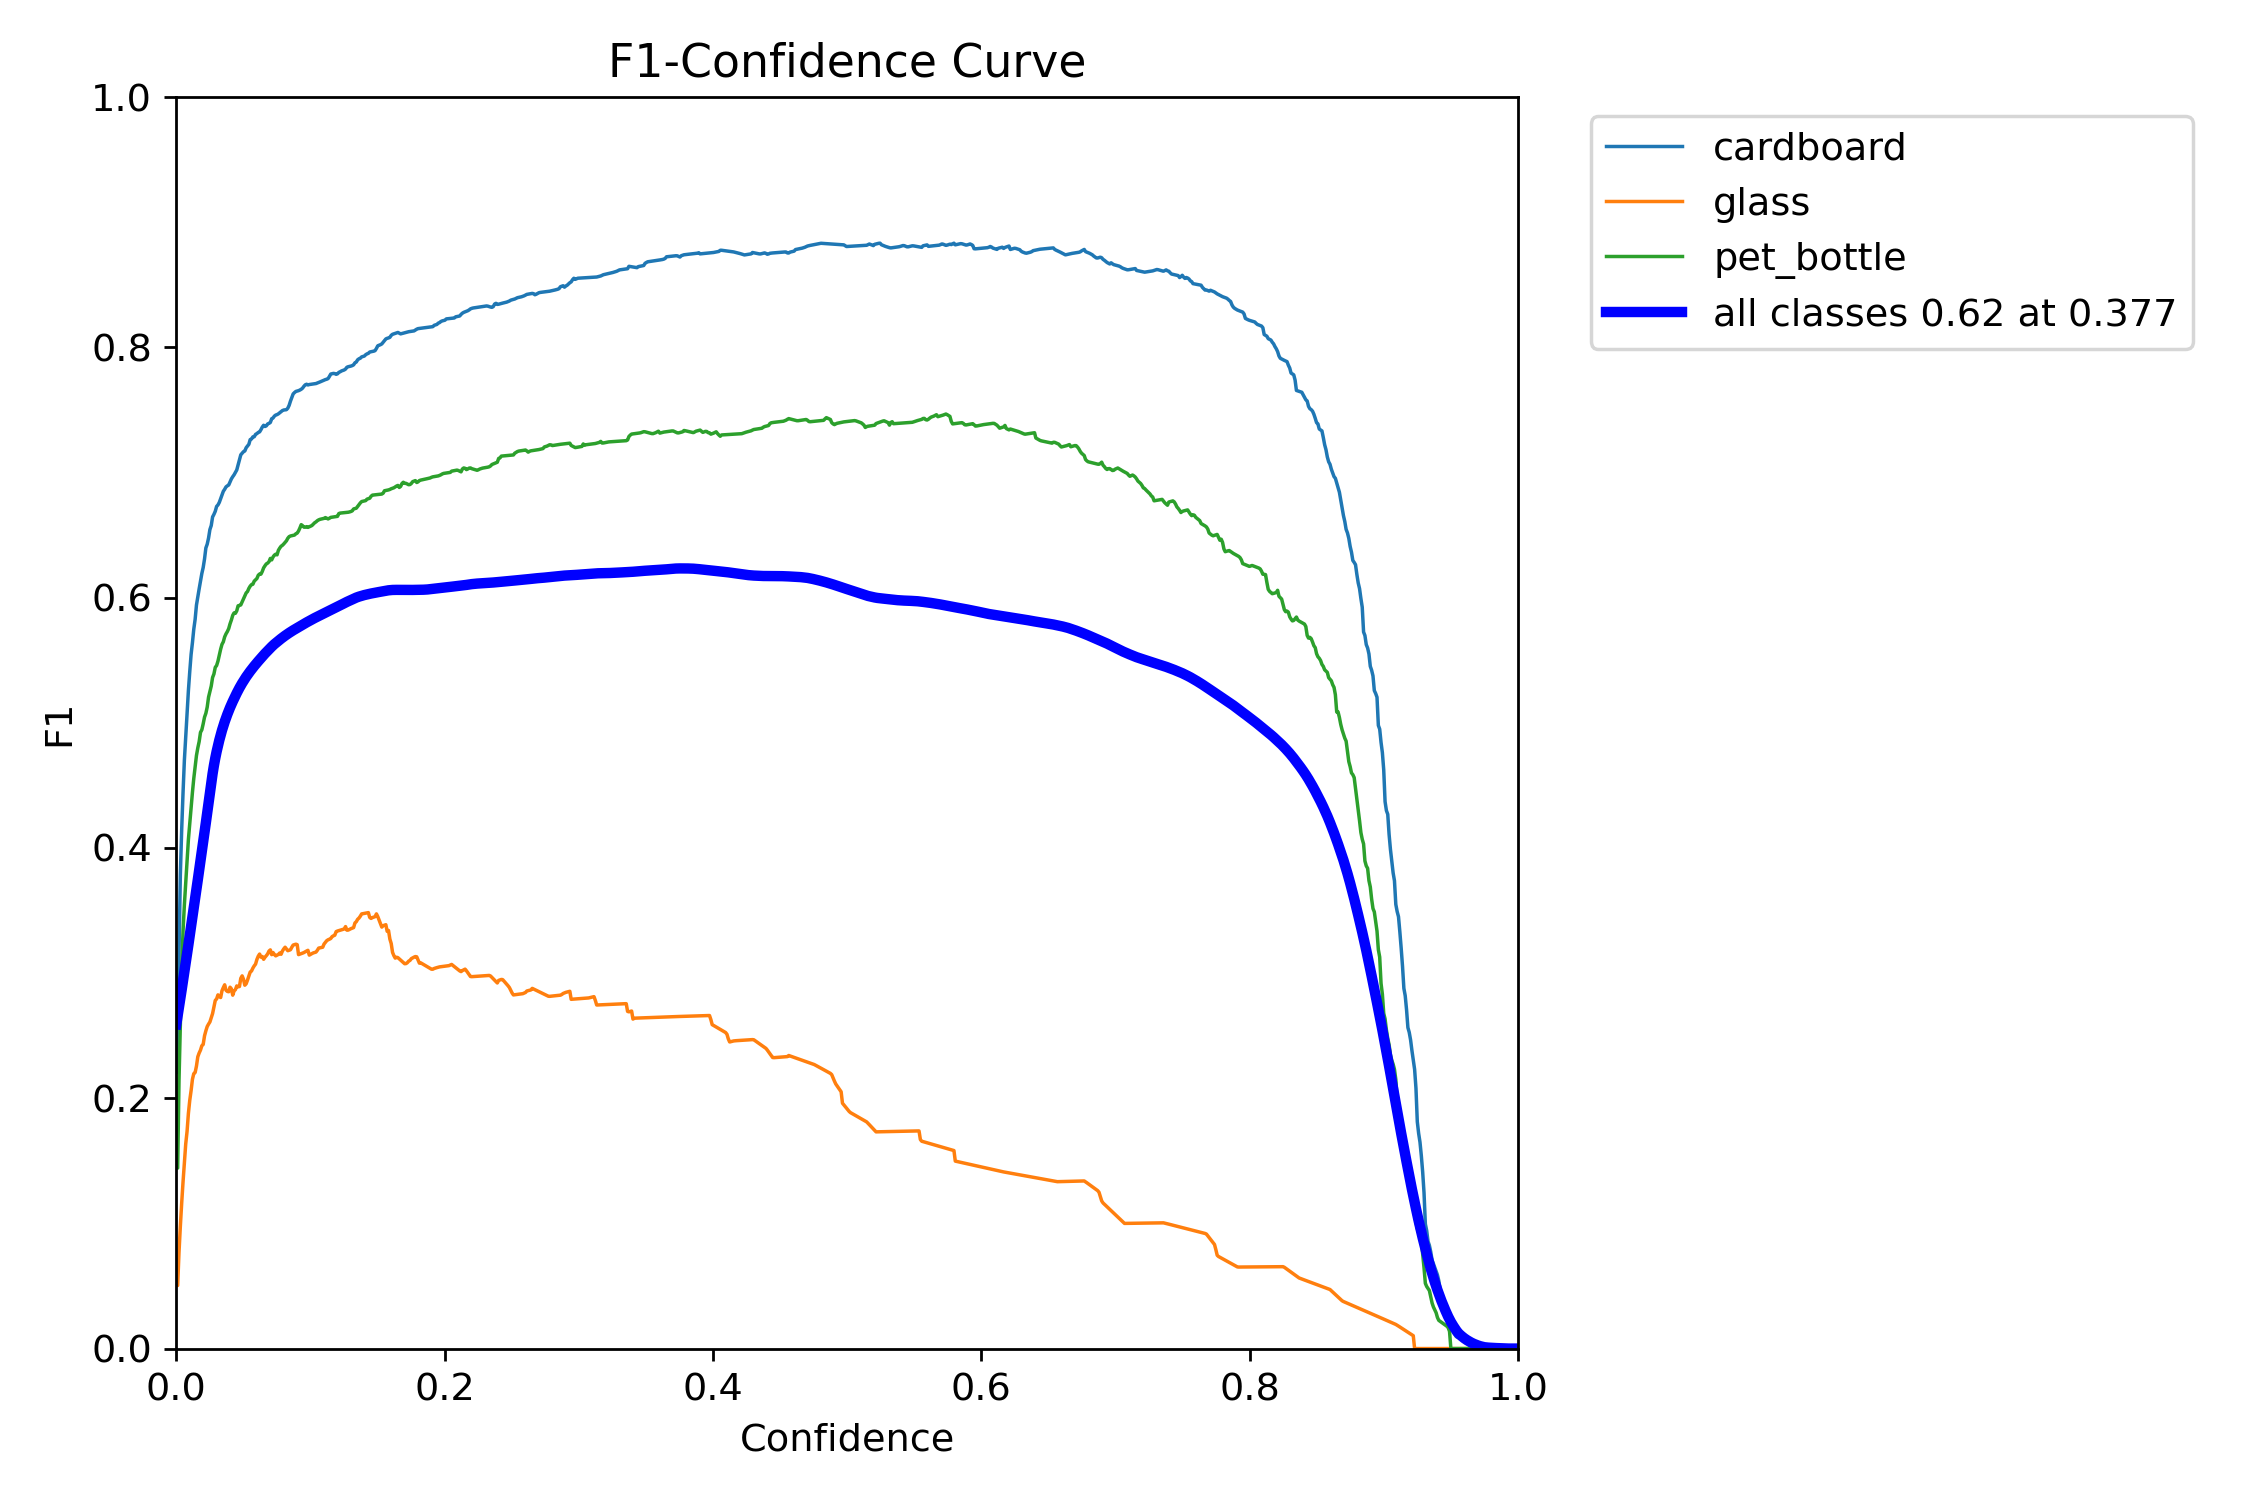 F1-Confidence Curve
1.0
0.8
0.6
0.4
0.2
0.0
F1
0.0 0.2 0.4 0.6 0.8 1.0
Confidence
cardboard
glass
pet_bottle
all classes 0.62 at 0.377